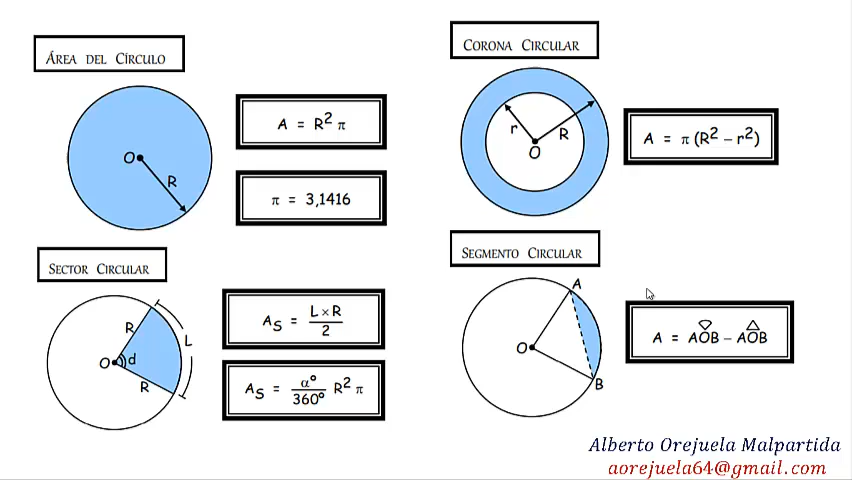 ÁREA DEL CÍRCULO
O
R
A = R² π
π = 3,1416
CORONA CIRCULAR
r
R
O
A = π (R² – r²)
SECTOR CIRCULAR
R
L
O
d
R
A_S = L × R / 2
A_S = α° / 360° R² π
SEGMENTO CIRCULAR
A
O
B
A = AOB – AOB
Alberto Orejuela Malpartida
aorejuela64@gmail.com